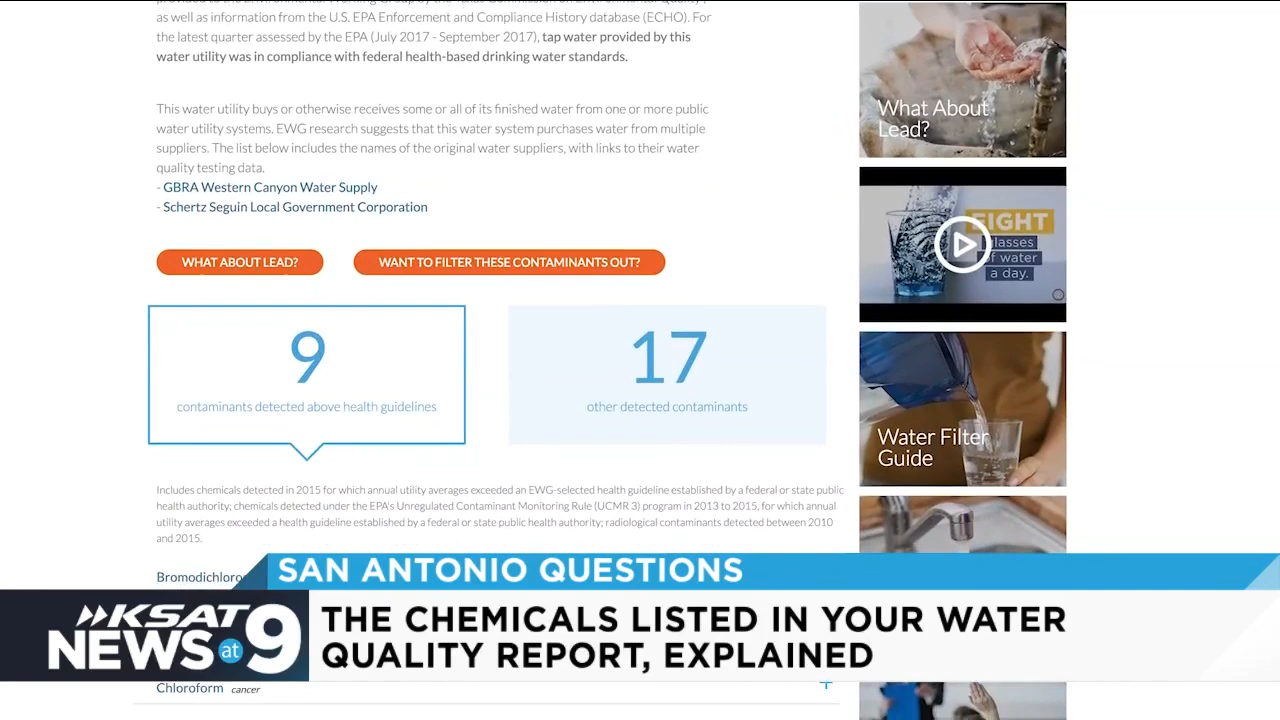 as well as information from the U.S. EPA Enforcement and Compliance History database (ECHO). For
the latest quarter assessed by the EPA (July 2017 - September 2017), tap water provided by this
water utility was in compliance with federal health-based drinking water standards.
This water utility buys or otherwise receives some or all of its finished water from one or more public
water utility systems. EWG research suggests that this water system purchases water from multiple
suppliers. The list below includes the names of the original water suppliers, with links to their water
quality testing data.
- GBRA Western Canyon Water Supply
- Schertz Seguin Local Government Corporation
WHAT ABOUT LEAD?
WANT TO FILTER THESE CONTAMINANTS OUT?
9
contaminants detected above health guidelines
17
other detected contaminants
Includes chemicals detected in 2015 for which annual utility averages exceeded an EWG-selected health guideline established by a federal or state public
health authority; chemicals detected under the EPA's Unregulated Contaminant Monitoring Rule (UCMR 3) program in 2013 to 2015, for which annual
utility averages exceeded a health guideline established by a federal or state public health authority; radiological contaminants detected between 2010
and 2015.
Bromodichloro
Chloroform cancer
+
What About
Lead?
EIGHT
glasses
of water
a day.
Water Filter
Guide
SAN ANTONIO QUESTIONS
KSAT
NEWS at 9
THE CHEMICALS LISTED IN YOUR WATER
QUALITY REPORT, EXPLAINED